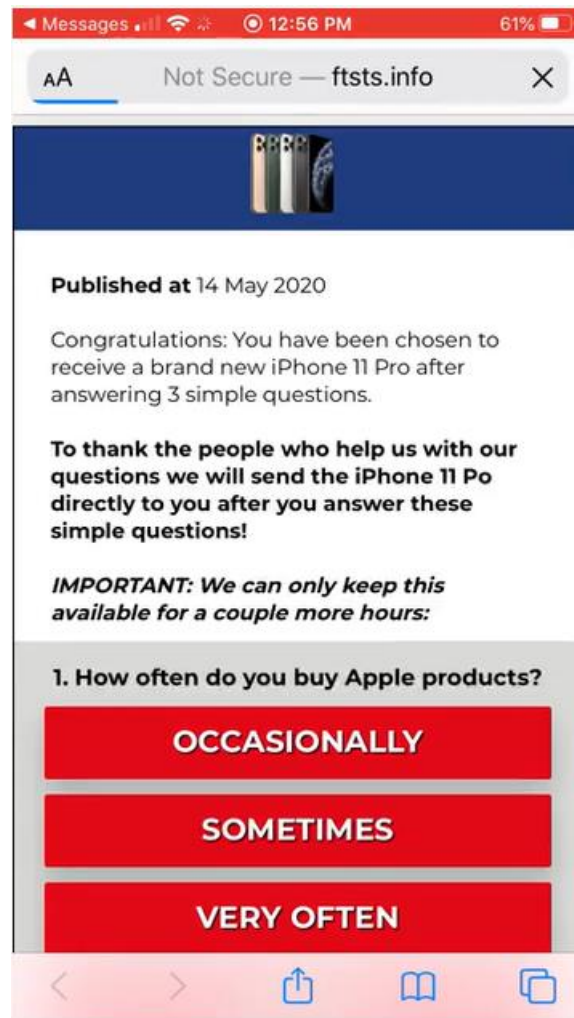 ◀ Messages 12:56 PM 61%
AA Not Secure — ftsts.info
Published at 14 May 2020
Congratulations: You have been chosen to
receive a brand new iPhone 11 Pro after
answering 3 simple questions.
To thank the people who help us with our
questions we will send the iPhone 11 Po
directly to you after you answer these
simple questions!
IMPORTANT: We can only keep this
available for a couple more hours:
1. How often do you buy Apple products?
OCCASIONALLY
SOMETIMES
VERY OFTEN